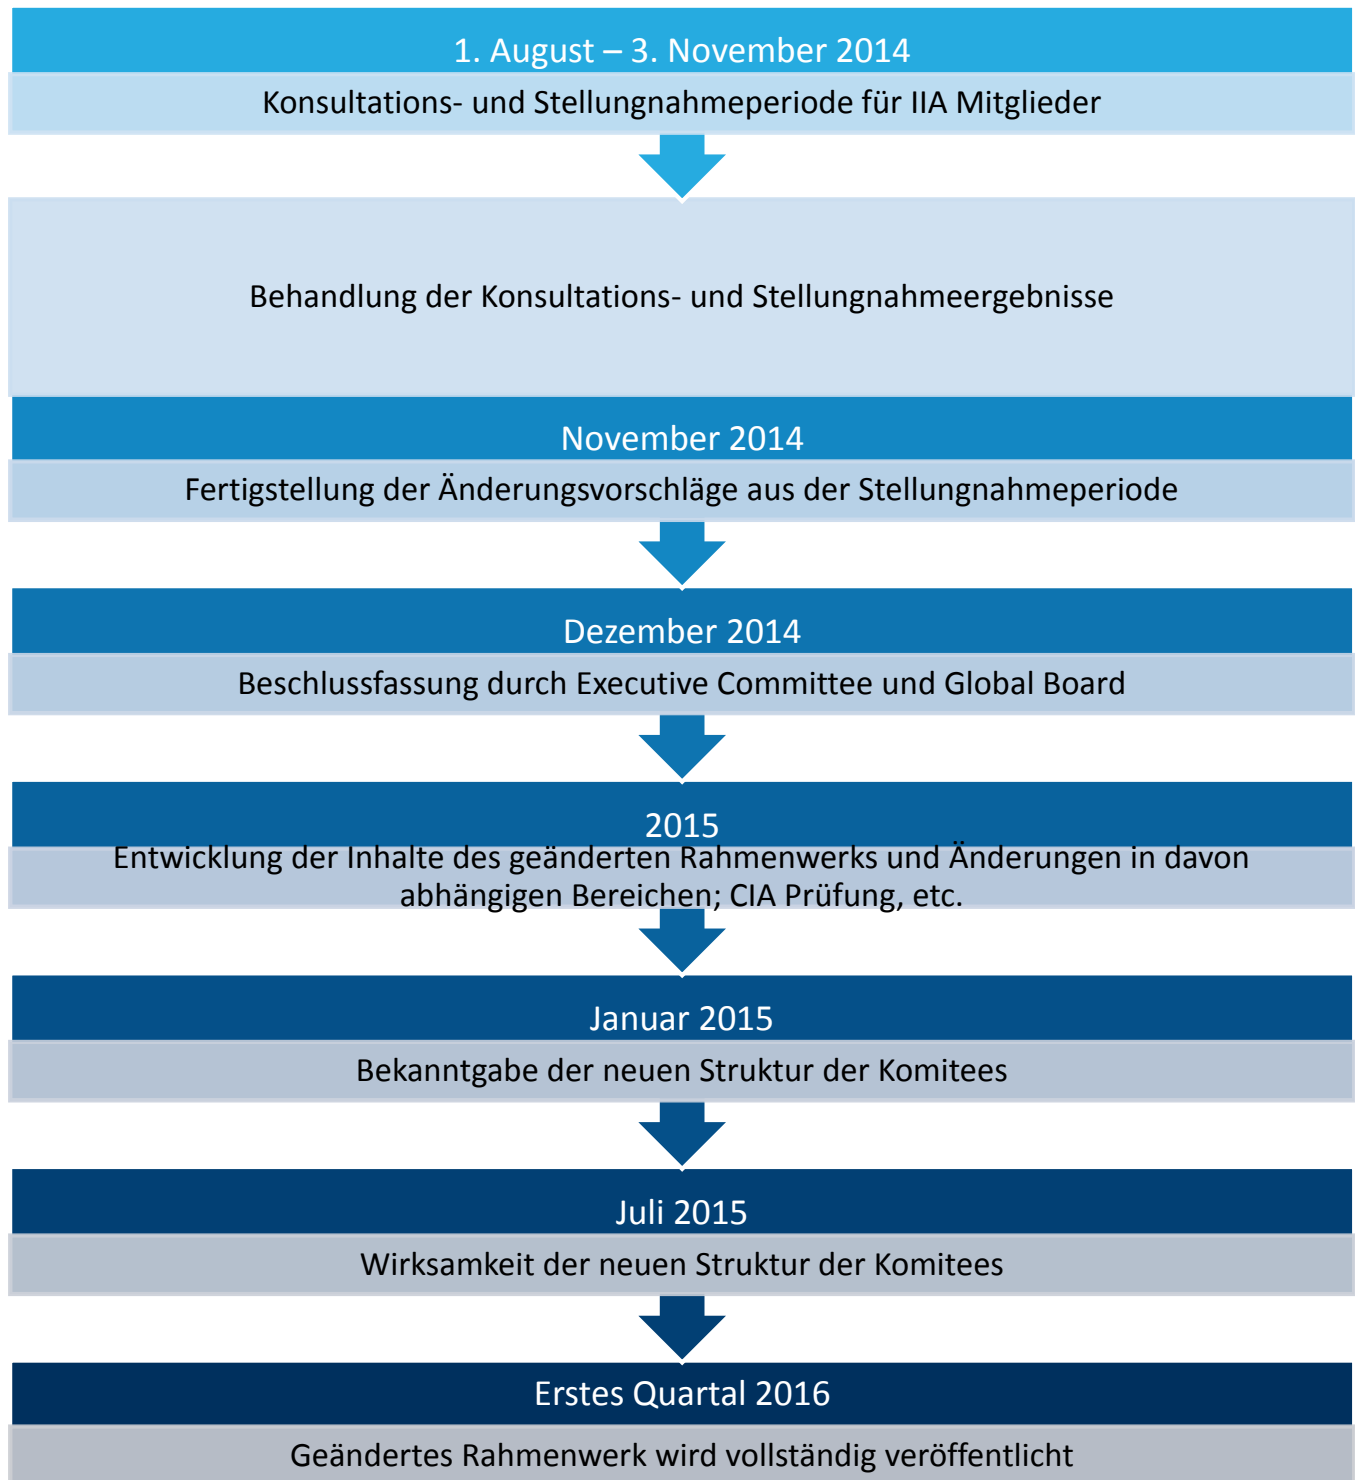 1. August – 3. November 2014
Konsultations- und Stellungnahmeperiode für IIA Mitglieder
Behandlung der Konsultations- und Stellungnahmeergebnisse
November 2014
Fertigstellung der Änderungsvorschläge aus der Stellungnahmeperiode
Dezember 2014
Beschlussfassung durch Executive Committee und Global Board
2015
Entwicklung der Inhalte des geänderten Rahmenwerks und Änderungen in davon
abhängigen Bereichen; CIA Prüfung, etc.
Januar 2015
Bekanntgabe der neuen Struktur der Komitees
Juli 2015
Wirksamkeit der neuen Struktur der Komitees
Erstes Quartal 2016
Geändertes Rahmenwerk wird vollständig veröffentlicht